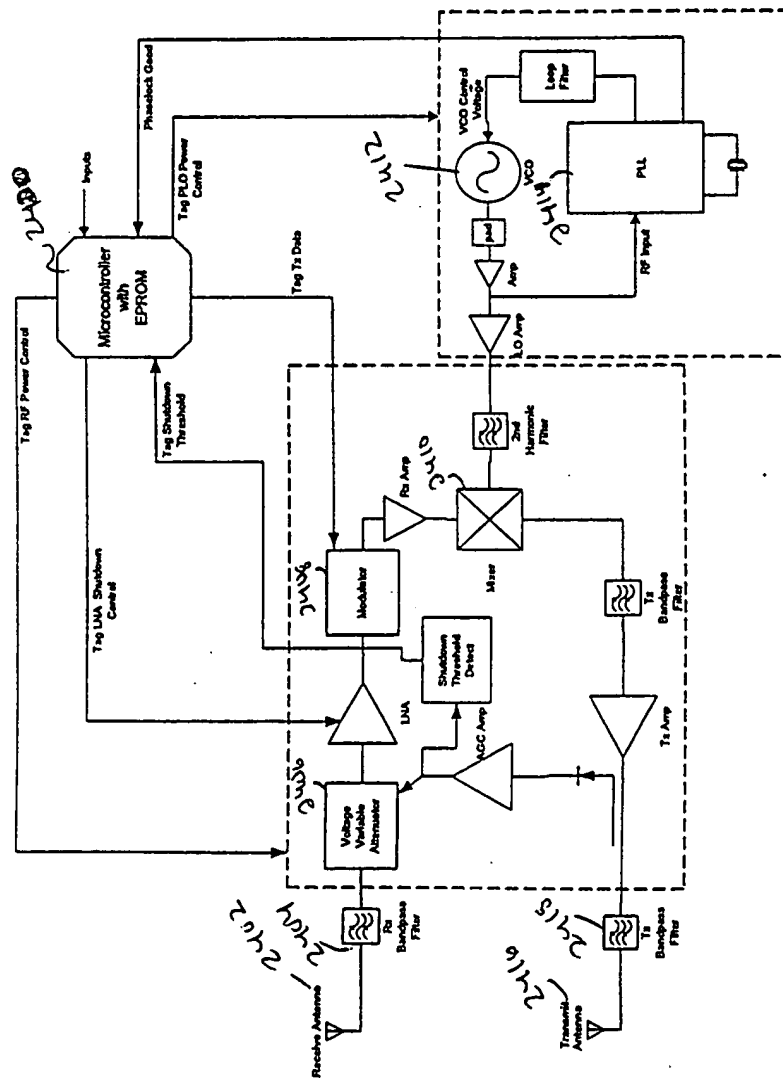 Tag RF Power Control
Tag LNA Shutdown
Control
Tag Shutdown
Threshold
Microcontroller
with
EPROM
Inputs
Phaselock Good
Tag PLO Power
Control
Tag Tx Data
Receive Antenna
2402
2404
Rx
Bandpass
Filter
2406
Voltage
Variable
Attenuator
LNA
2408
Modulator
Rx Amp
Shutdown
Threshold
Detect
AGC Amp
2410
Mixer
2nd
Harmonic
Filter
LO Amp
Amp
pad
2412
VCO
VCO Control
Voltage
Loop
Filter
2414
PLL
RF Input
Tx
Bandpass
Filter
Tx Amp
2415
Tx
Bandpass
Filter
2416
Transmit
Antenna